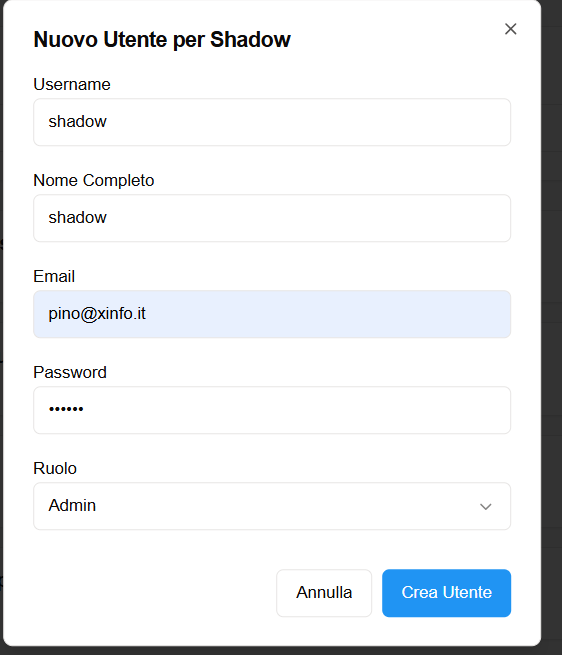 Nuovo Utente per Shadow
Username
shadow
Nome Completo
shadow
Email
pino@xinfo.it
Password
••••••
Ruolo
Admin
Annulla Crea Utente